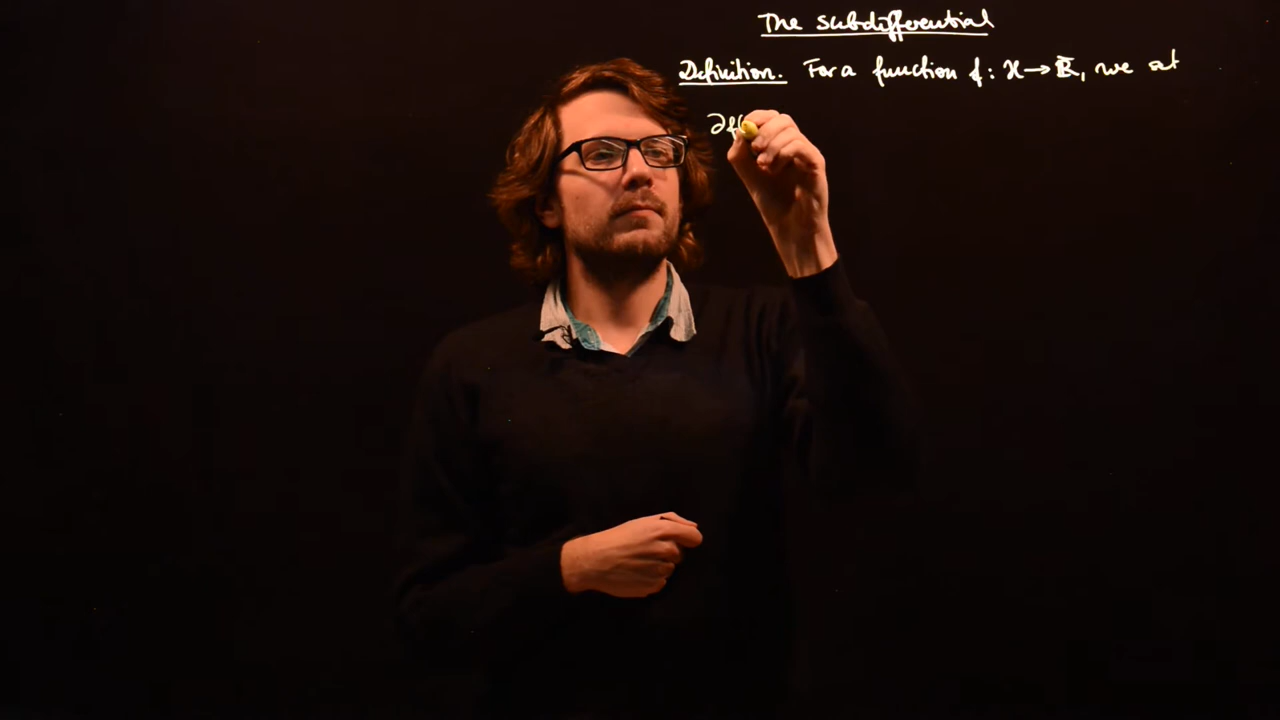 The subdifferential
Definition. For a function f : X → R̄, we set
∂f(